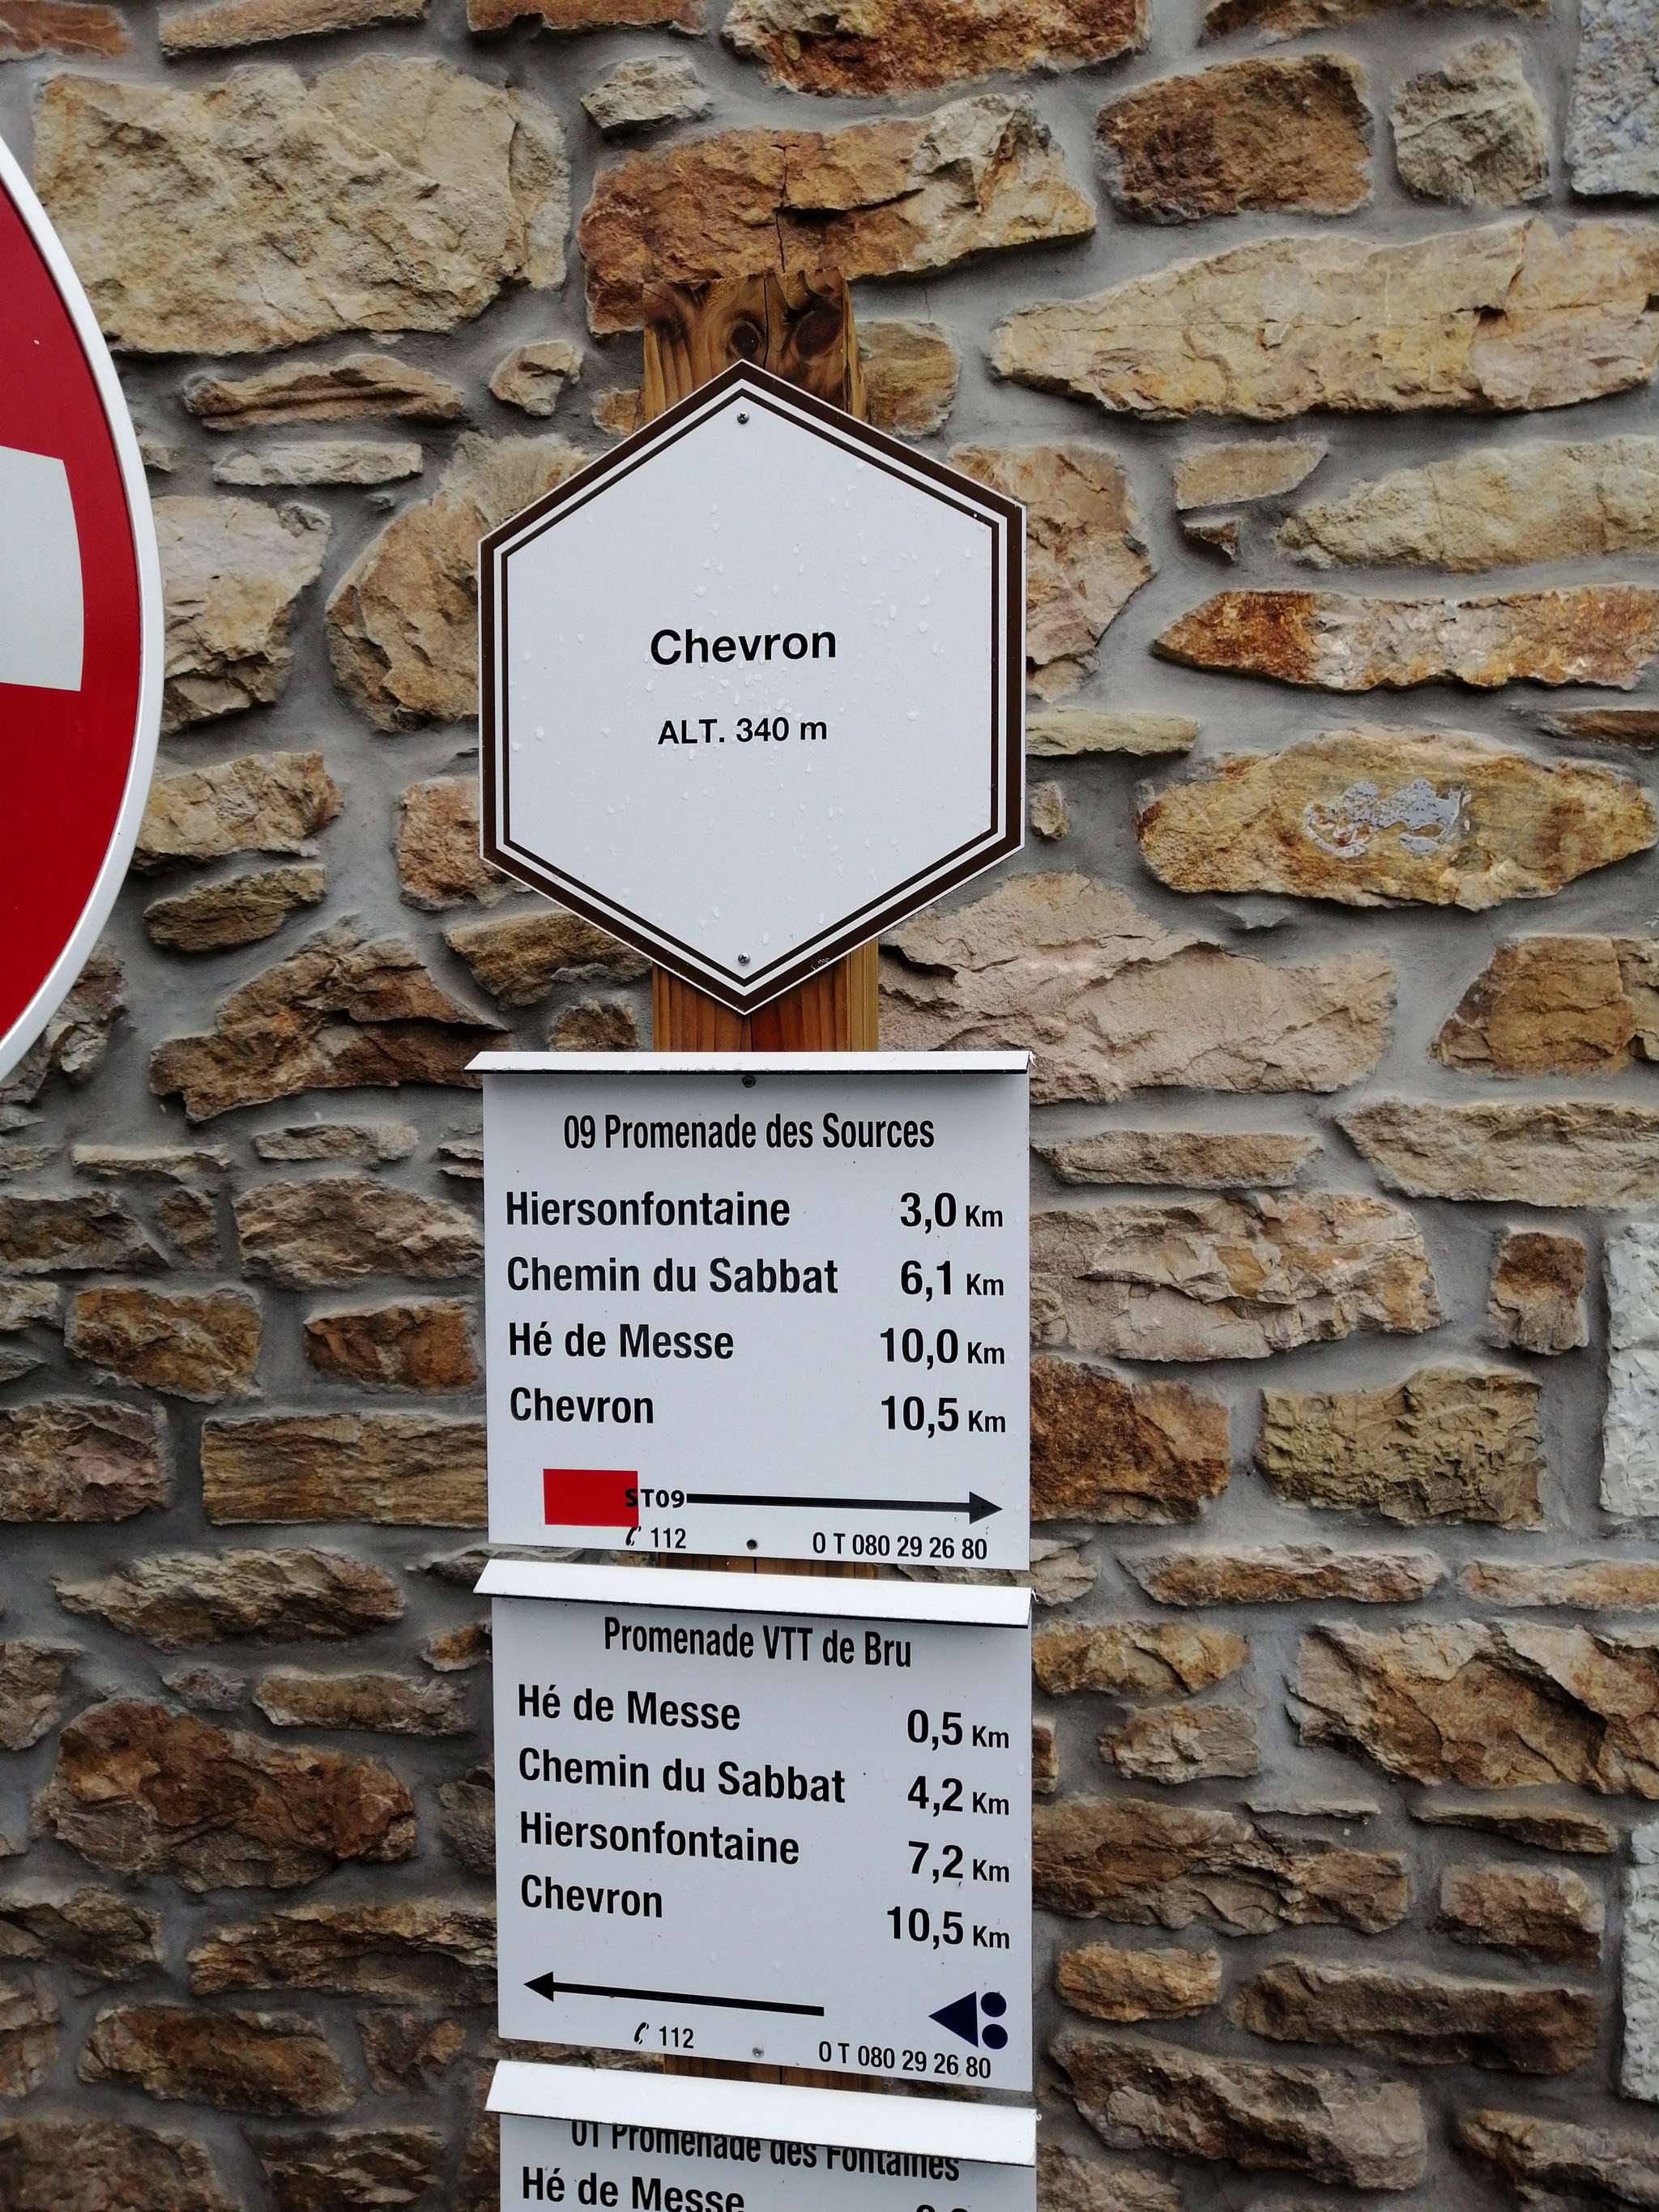 Chevron
ALT. 340 m
09 Promenade des Sources
Hiersonfontaine 3,0 Km
Chemin du Sabbat 6,1 Km
Hé de Messe 10,0 Km
Chevron 10,5 Km
ST09
112 O T 080 29 26 80
Promenade VTT de Bru
Hé de Messe 0,5 Km
Chemin du Sabbat 4,2 Km
Hiersonfontaine 7,2 Km
Chevron 10,5 Km
112 O T 080 29 26 80
01 Promenade des Fontaines
Hé de Messe